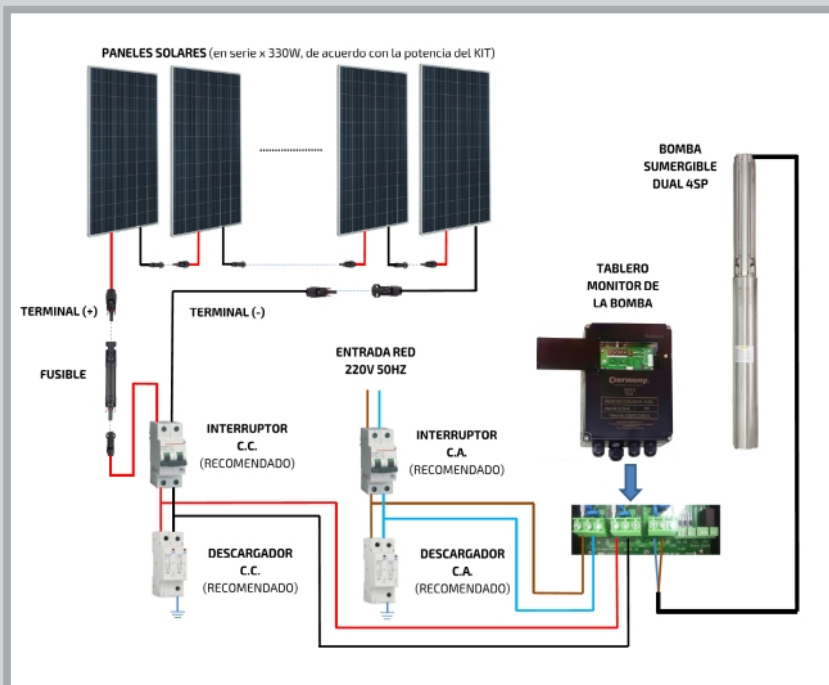 PANELES SOLARES (en serie x 330W, de acuerdo con la potencia del KIT)
BOMBA
SUMERGIBLE
DUAL 4SP
TABLERO
MONITOR DE
LA BOMBA
TERMINAL (+)
TERMINAL (-)
FUSIBLE
ENTRADA RED
220V 50HZ
INTERRUPTOR
C.C.
(RECOMENDADO)
INTERRUPTOR
C.A.
(RECOMENDADO)
DESCARGADOR
C.C.
(RECOMENDADO)
DESCARGADOR
C.A.
(RECOMENDADO)